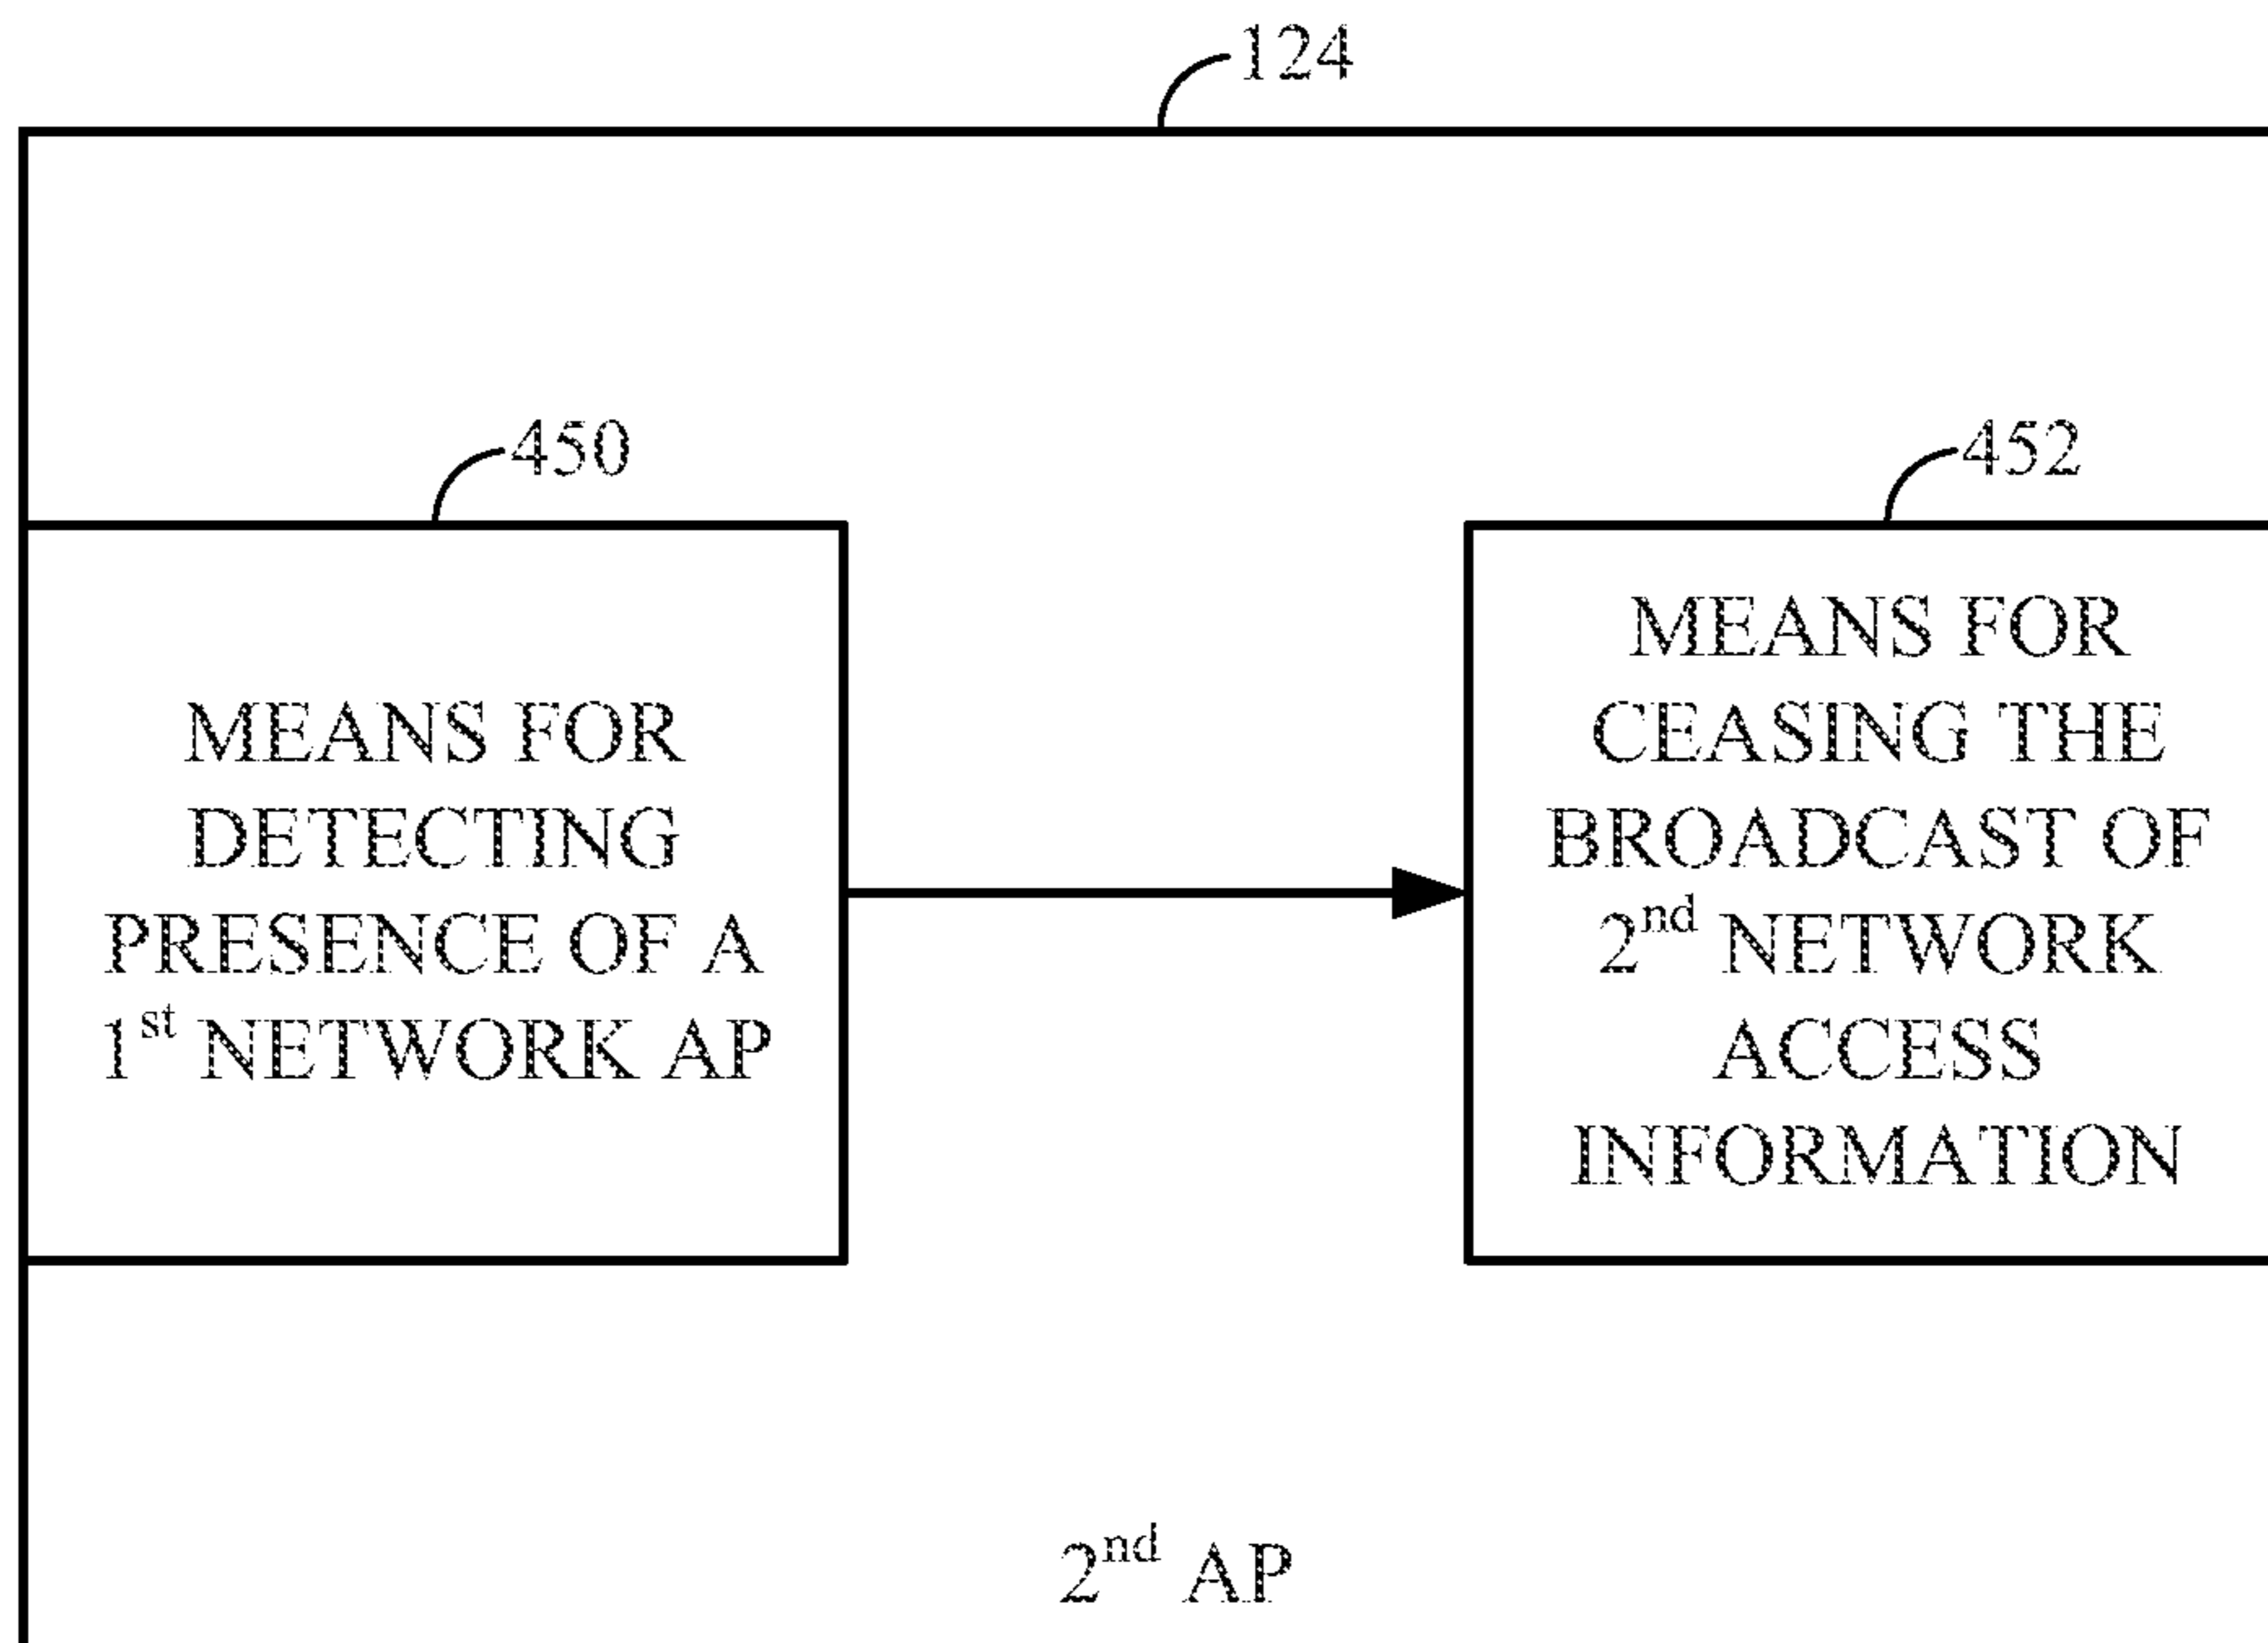 124
450
MEANS FOR
DETECTING
PRESENCE OF A
1st NETWORK AP
452
MEANS FOR
CEASING THE
BROADCAST OF
2nd NETWORK
ACCESS
INFORMATION
2nd AP